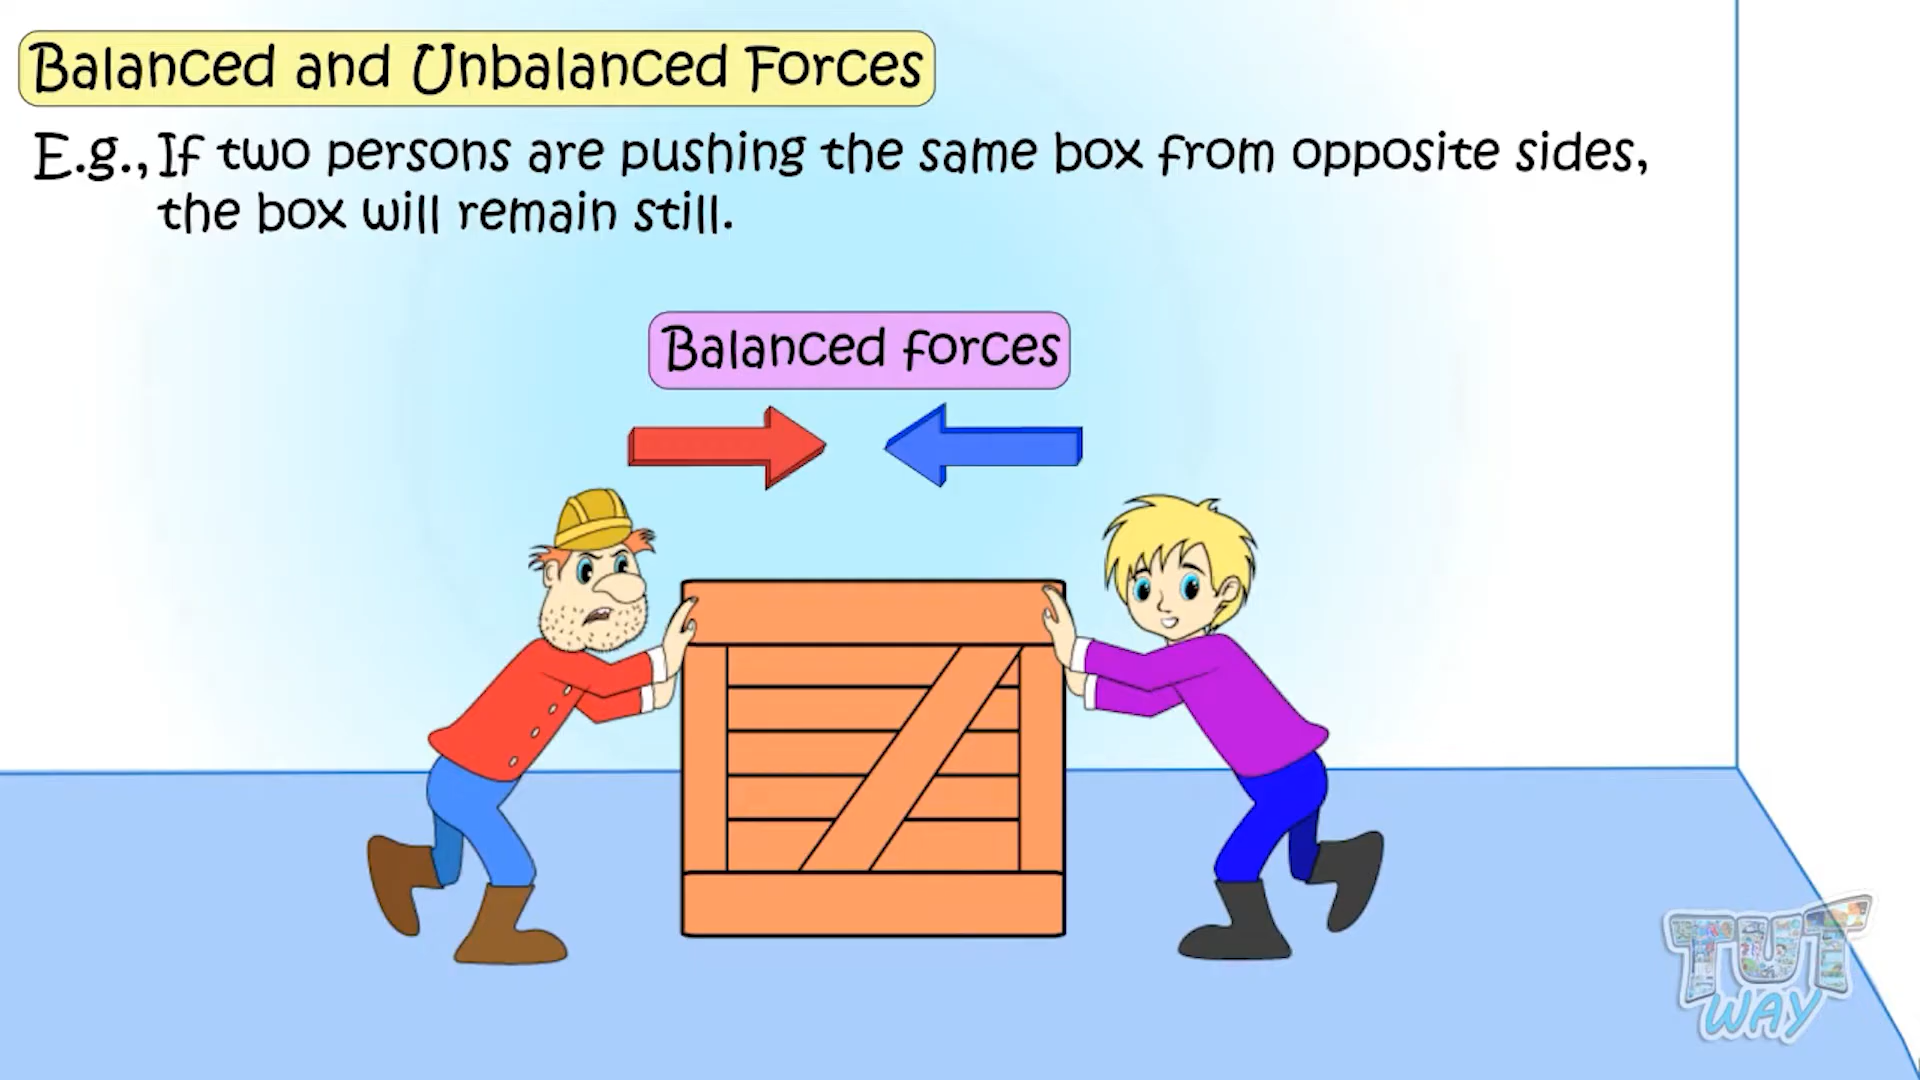 Balanced and Unbalanced Forces
E.g., If two persons are pushing the same box from opposite sides,
the box will remain still.
Balanced forces
TUT
WAY